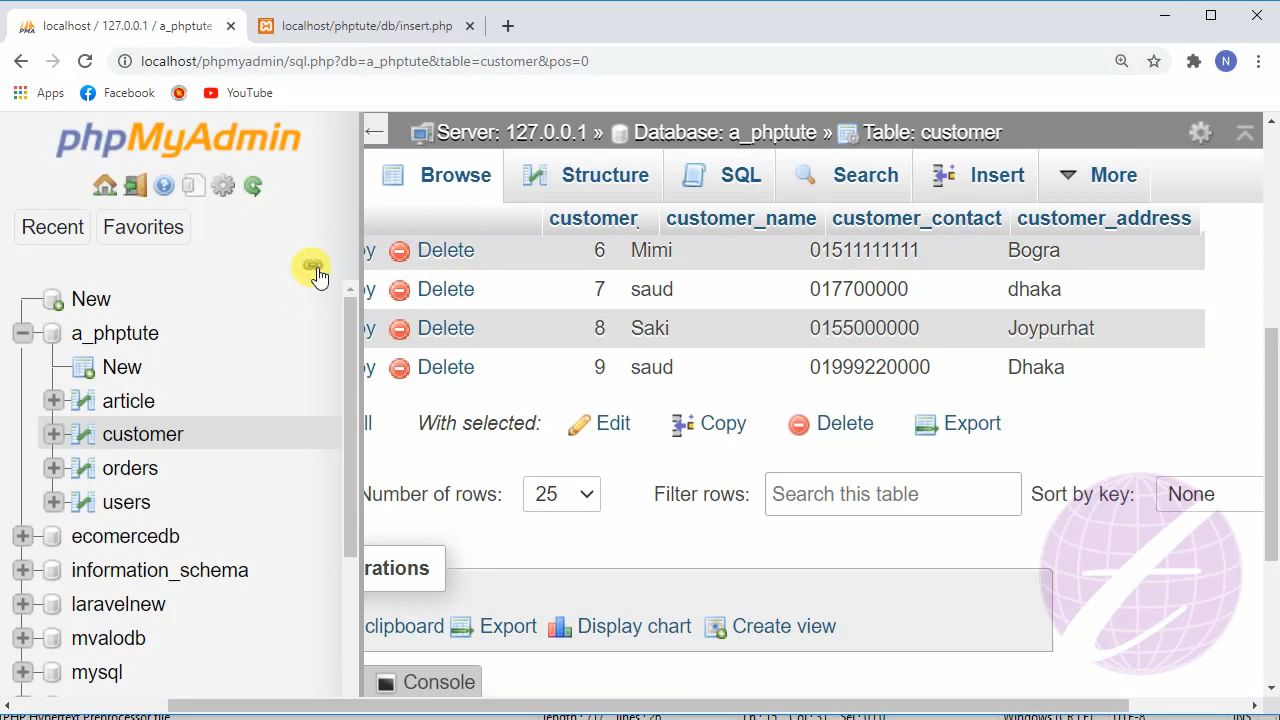 localhost / 127.0.0.1 / a_phptute
localhost/phptute/db/insert.php
localhost/phpmyadmin/sql.php?db=a_phptute&table=customer&pos=0
N
Apps Facebook YouTube
phpMyAdmin
Recent Favorites
New
a_phptute
New
article
customer
orders
users
ecomercedb
information_schema
laravelnew
mvalodb
mysql
Server: 127.0.0.1 » Database: a_phptute » Table: customer
Browse Structure SQL Search Insert More
customer_ customer_name customer_contact customer_address
py Delete 6 Mimi 01511111111 Bogra
py Delete 7 saud 017700000 dhaka
py Delete 8 Saki 0155000000 Joypurhat
py Delete 9 saud 01999220000 Dhaka
ll With selected: Edit Copy Delete Export
Number of rows: 25 Filter rows: Search this table Sort by key: None
rations
clipboard Export Display chart Create view
Console